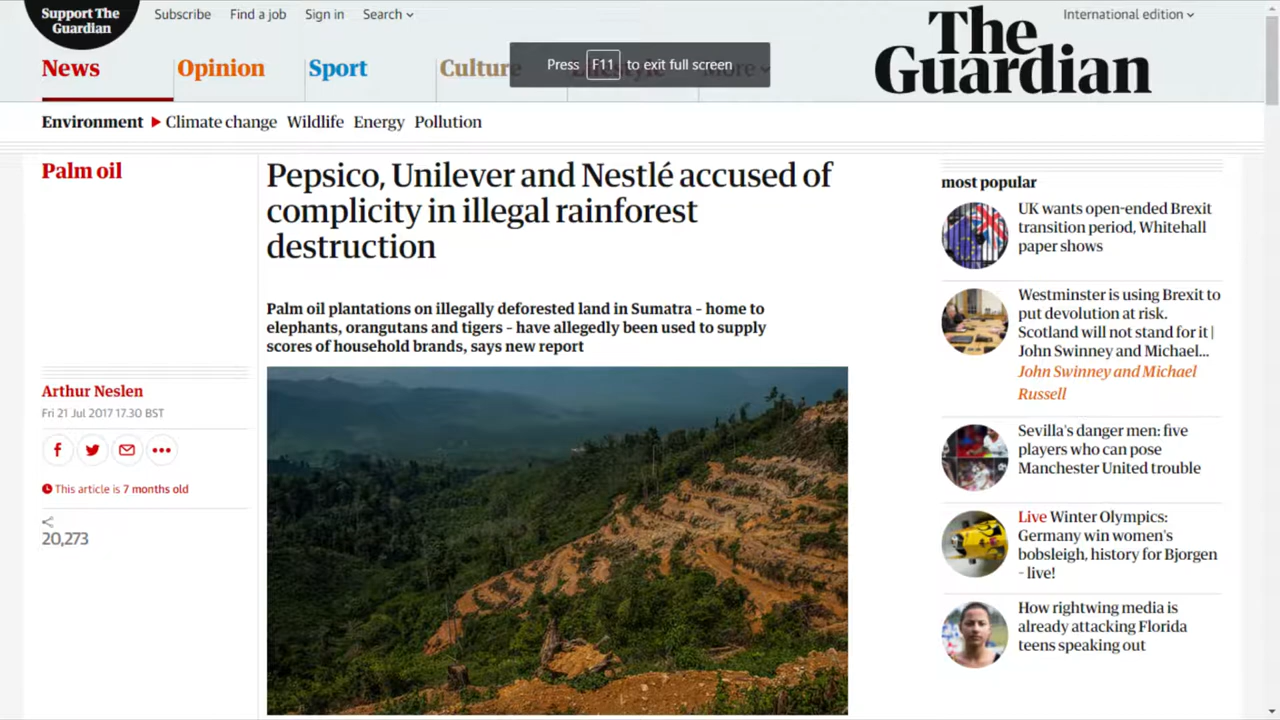 Support The
Guardian
Subscribe
Find a job
Sign in
Search
International edition
The
Guardian
News
Opinion
Sport
Culture
Lifestyle
More
Press F11 to exit full screen
Environment
Climate change
Wildlife
Energy
Pollution
Palm oil
Pepsico, Unilever and Nestlé accused of
complicity in illegal rainforest
destruction
Palm oil plantations on illegally deforested land in Sumatra – home to
elephants, orangutans and tigers – have allegedly been used to supply
scores of household brands, says new report
Arthur Neslen
Fri 21 Jul 2017 17.30 BST
This article is 7 months old
20,273
most popular
UK wants open-ended Brexit
transition period, Whitehall
paper shows
Westminster is using Brexit to
put devolution at risk.
Scotland will not stand for it |
John Swinney and Michael...
John Swinney and Michael
Russell
Sevilla's danger men: five
players who can pose
Manchester United trouble
Live Winter Olympics:
Germany win women's
bobsleigh, history for Bjorgen
– live!
How rightwing media is
already attacking Florida
teens speaking out